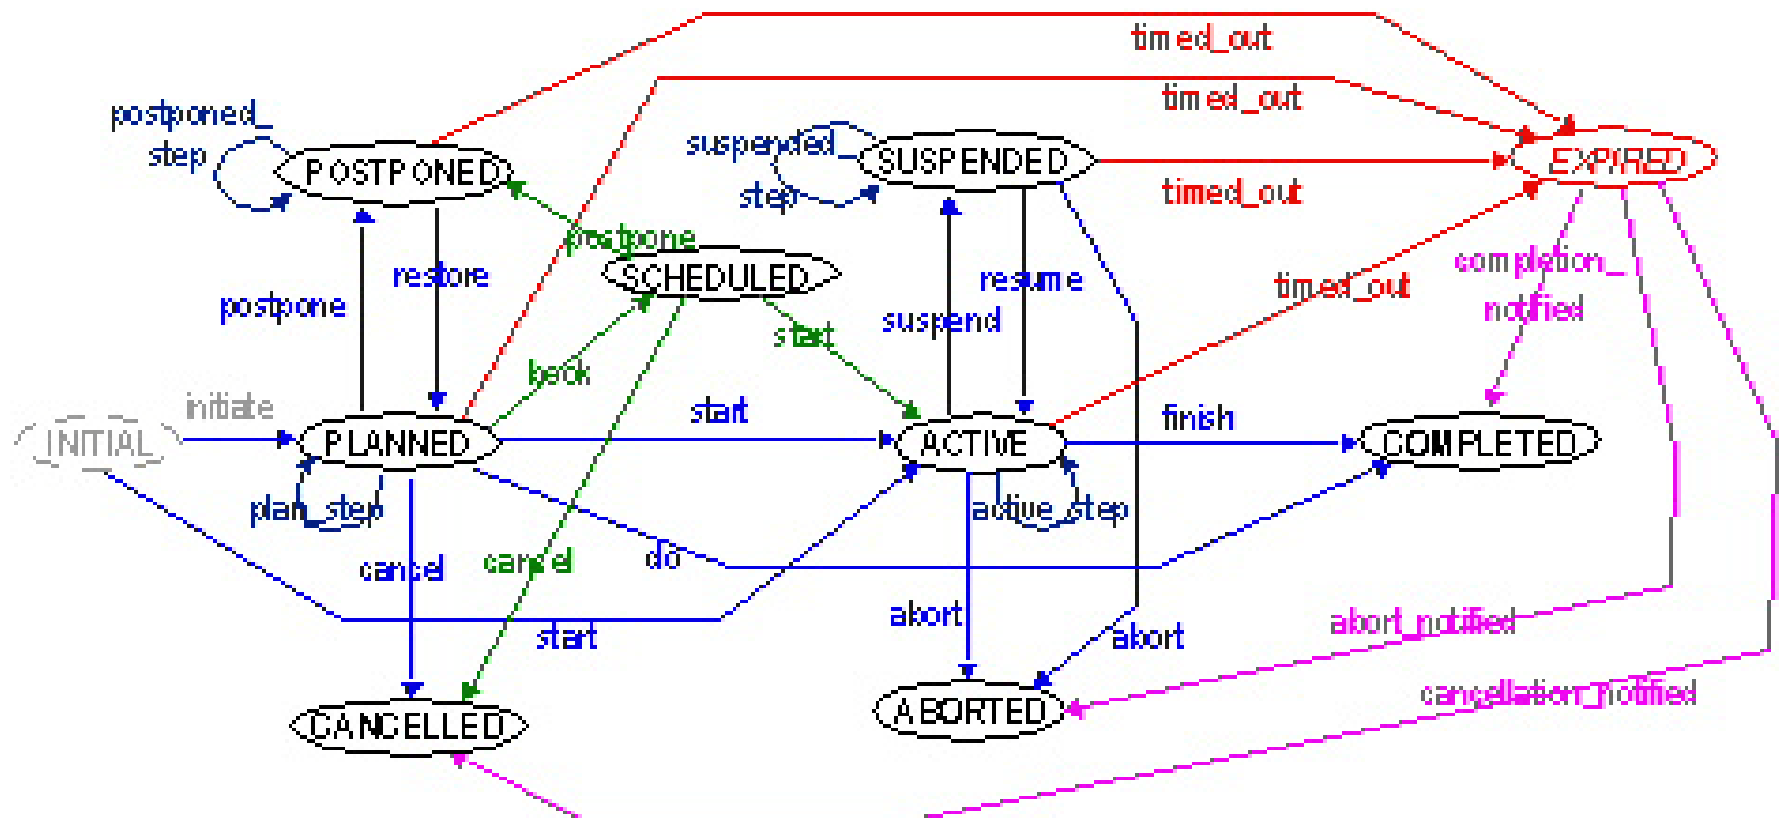 timed_out
timed_out
postponed_
step
POSTPONED
suspended_
step
SUSPENDED
EXPIRED
timed_out
postpone
SCHEDULED
restore
postpone
resume
suspend
timed_out
completion_
notified
start
book
initiate
start
finish
INITIAL
PLANNED
ACTIVE
COMPLETED
plan_step
active_step
cancel
cancel
do
start
abort
abort
abort_notified
cancellation_notified
CANCELLED
ABORTED